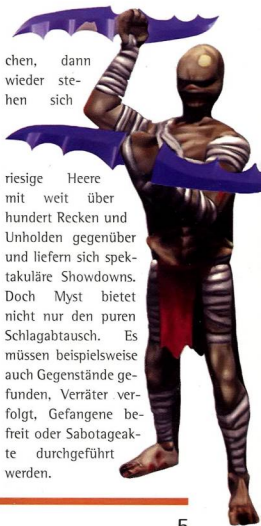 chen, dann
wieder ste-
hen sich
riesige Heere
mit weit über
hundert Recken und
Unholden gegenüber
und liefern sich spek-
takuläre Showdowns.
Doch Myst bietet
nicht nur den puren
Schlagabtausch. Es
müssen beispielsweise
auch Gegenstände ge-
funden, Verräter ver-
folgt, Gefangene be-
freit oder Sabotageak-
te durchgeführt
werden.
5